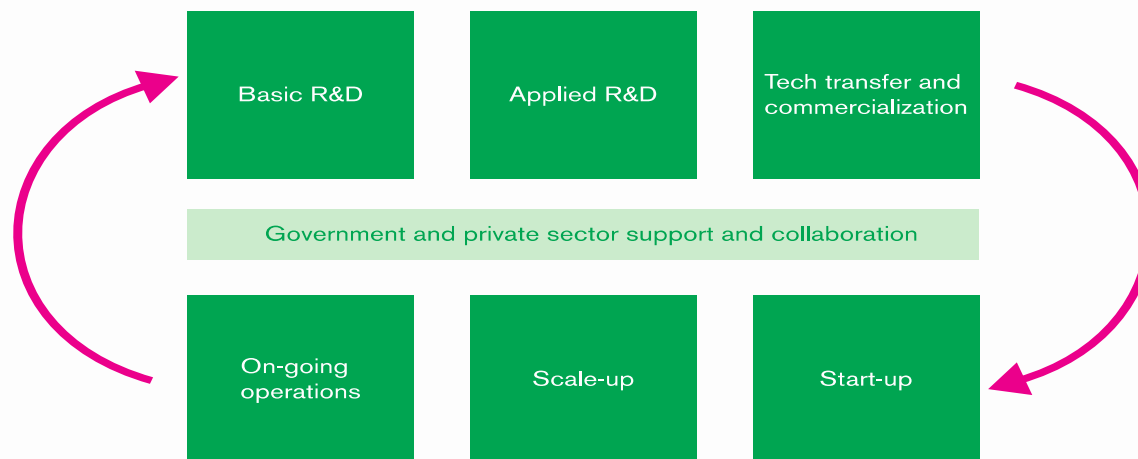 Basic R&D
Applied R&D
Tech transfer and
commercialization
Government and private sector support and collaboration
On-going
operations
Scale-up
Start-up